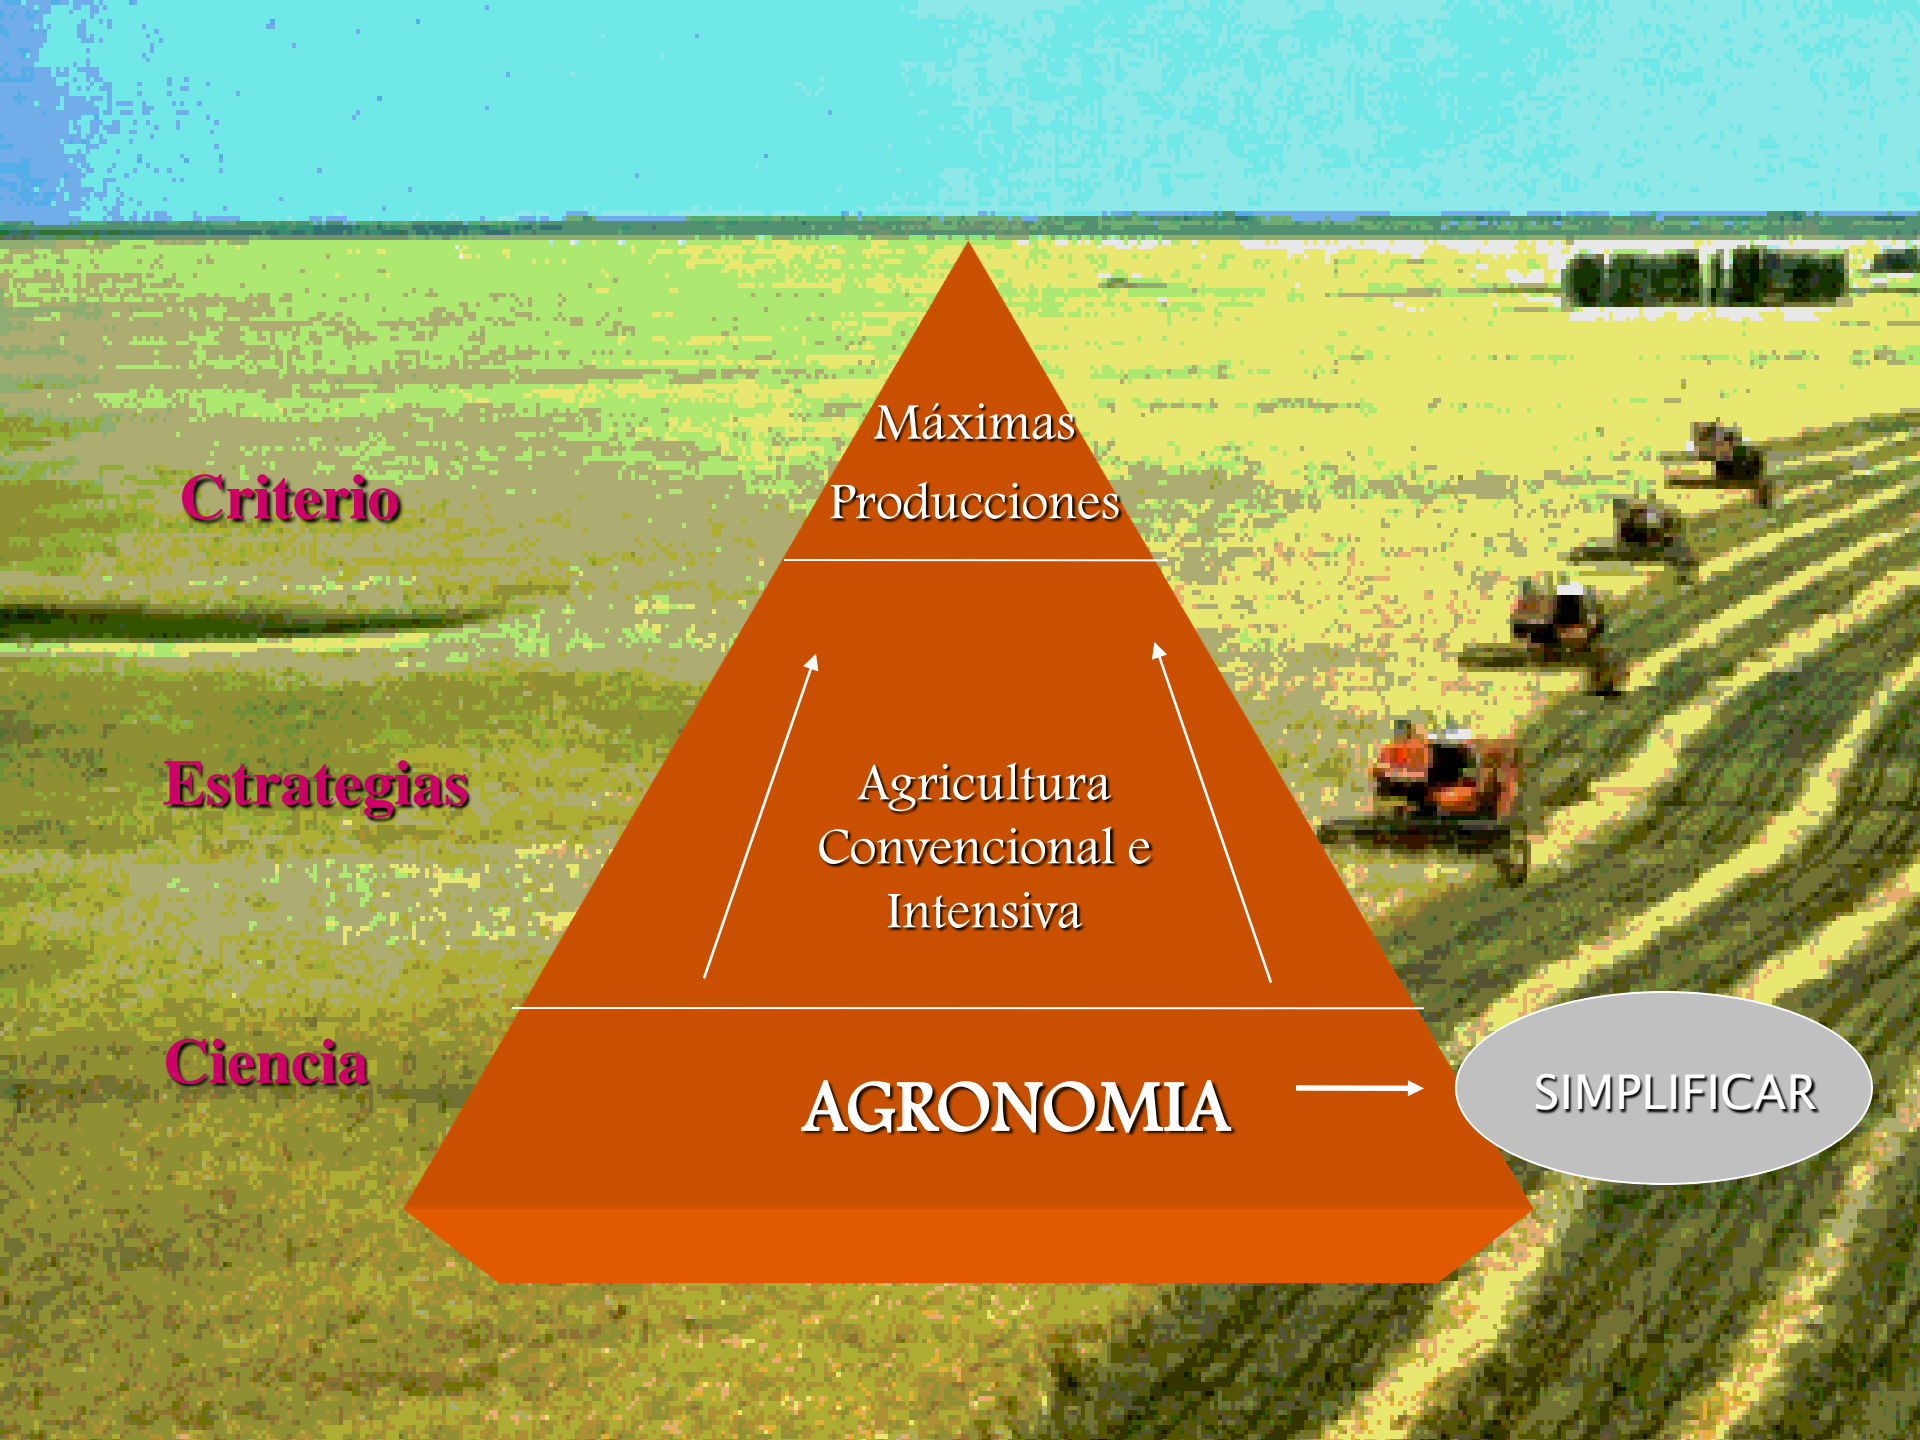 Máximas
Producciones
Criterio
Agricultura
Convencional e
Intensiva
Estrategias
Ciencia
AGRONOMIA
SIMPLIFICAR